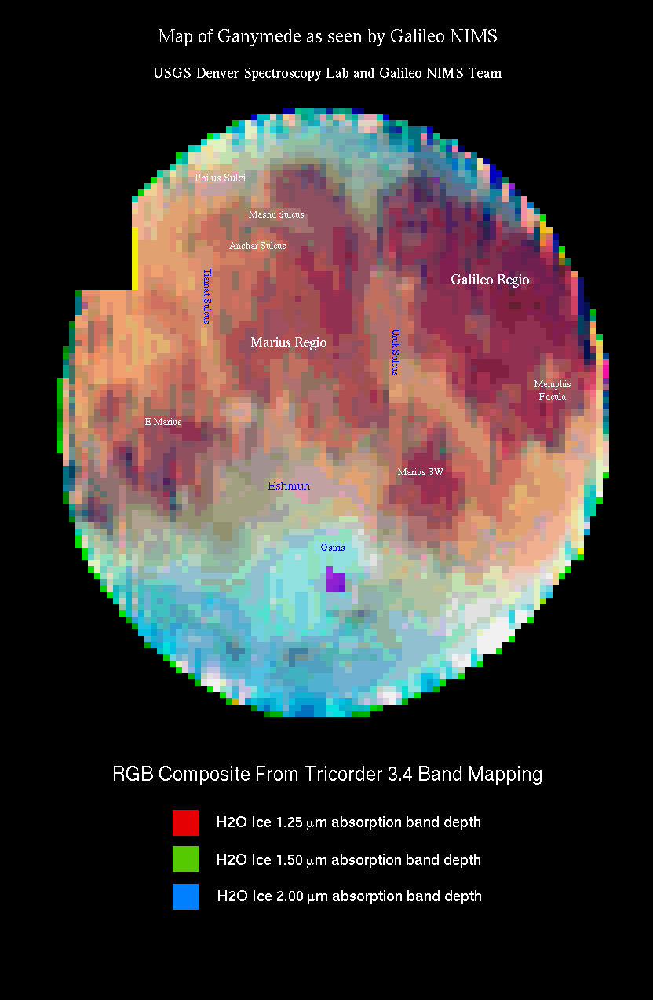 Map of Ganymede as seen by Galileo NIMS
USGS Denver Spectroscopy Lab and Galileo NIMS Team
Philus Sulci
Mashu Sulcus
Anshar Sulcus
Tiamat Sulcus
Galileo Regio
Marius Regio
Uruk Sulcus
Memphis
Facula
E Marius
Marius SW
Eshmun
Osiris
RGB Composite From Tricorder 3.4 Band Mapping
H2O Ice 1.25 μm absorption band depth
H2O Ice 1.50 μm absorption band depth
H2O Ice 2.00 μm absorption band depth